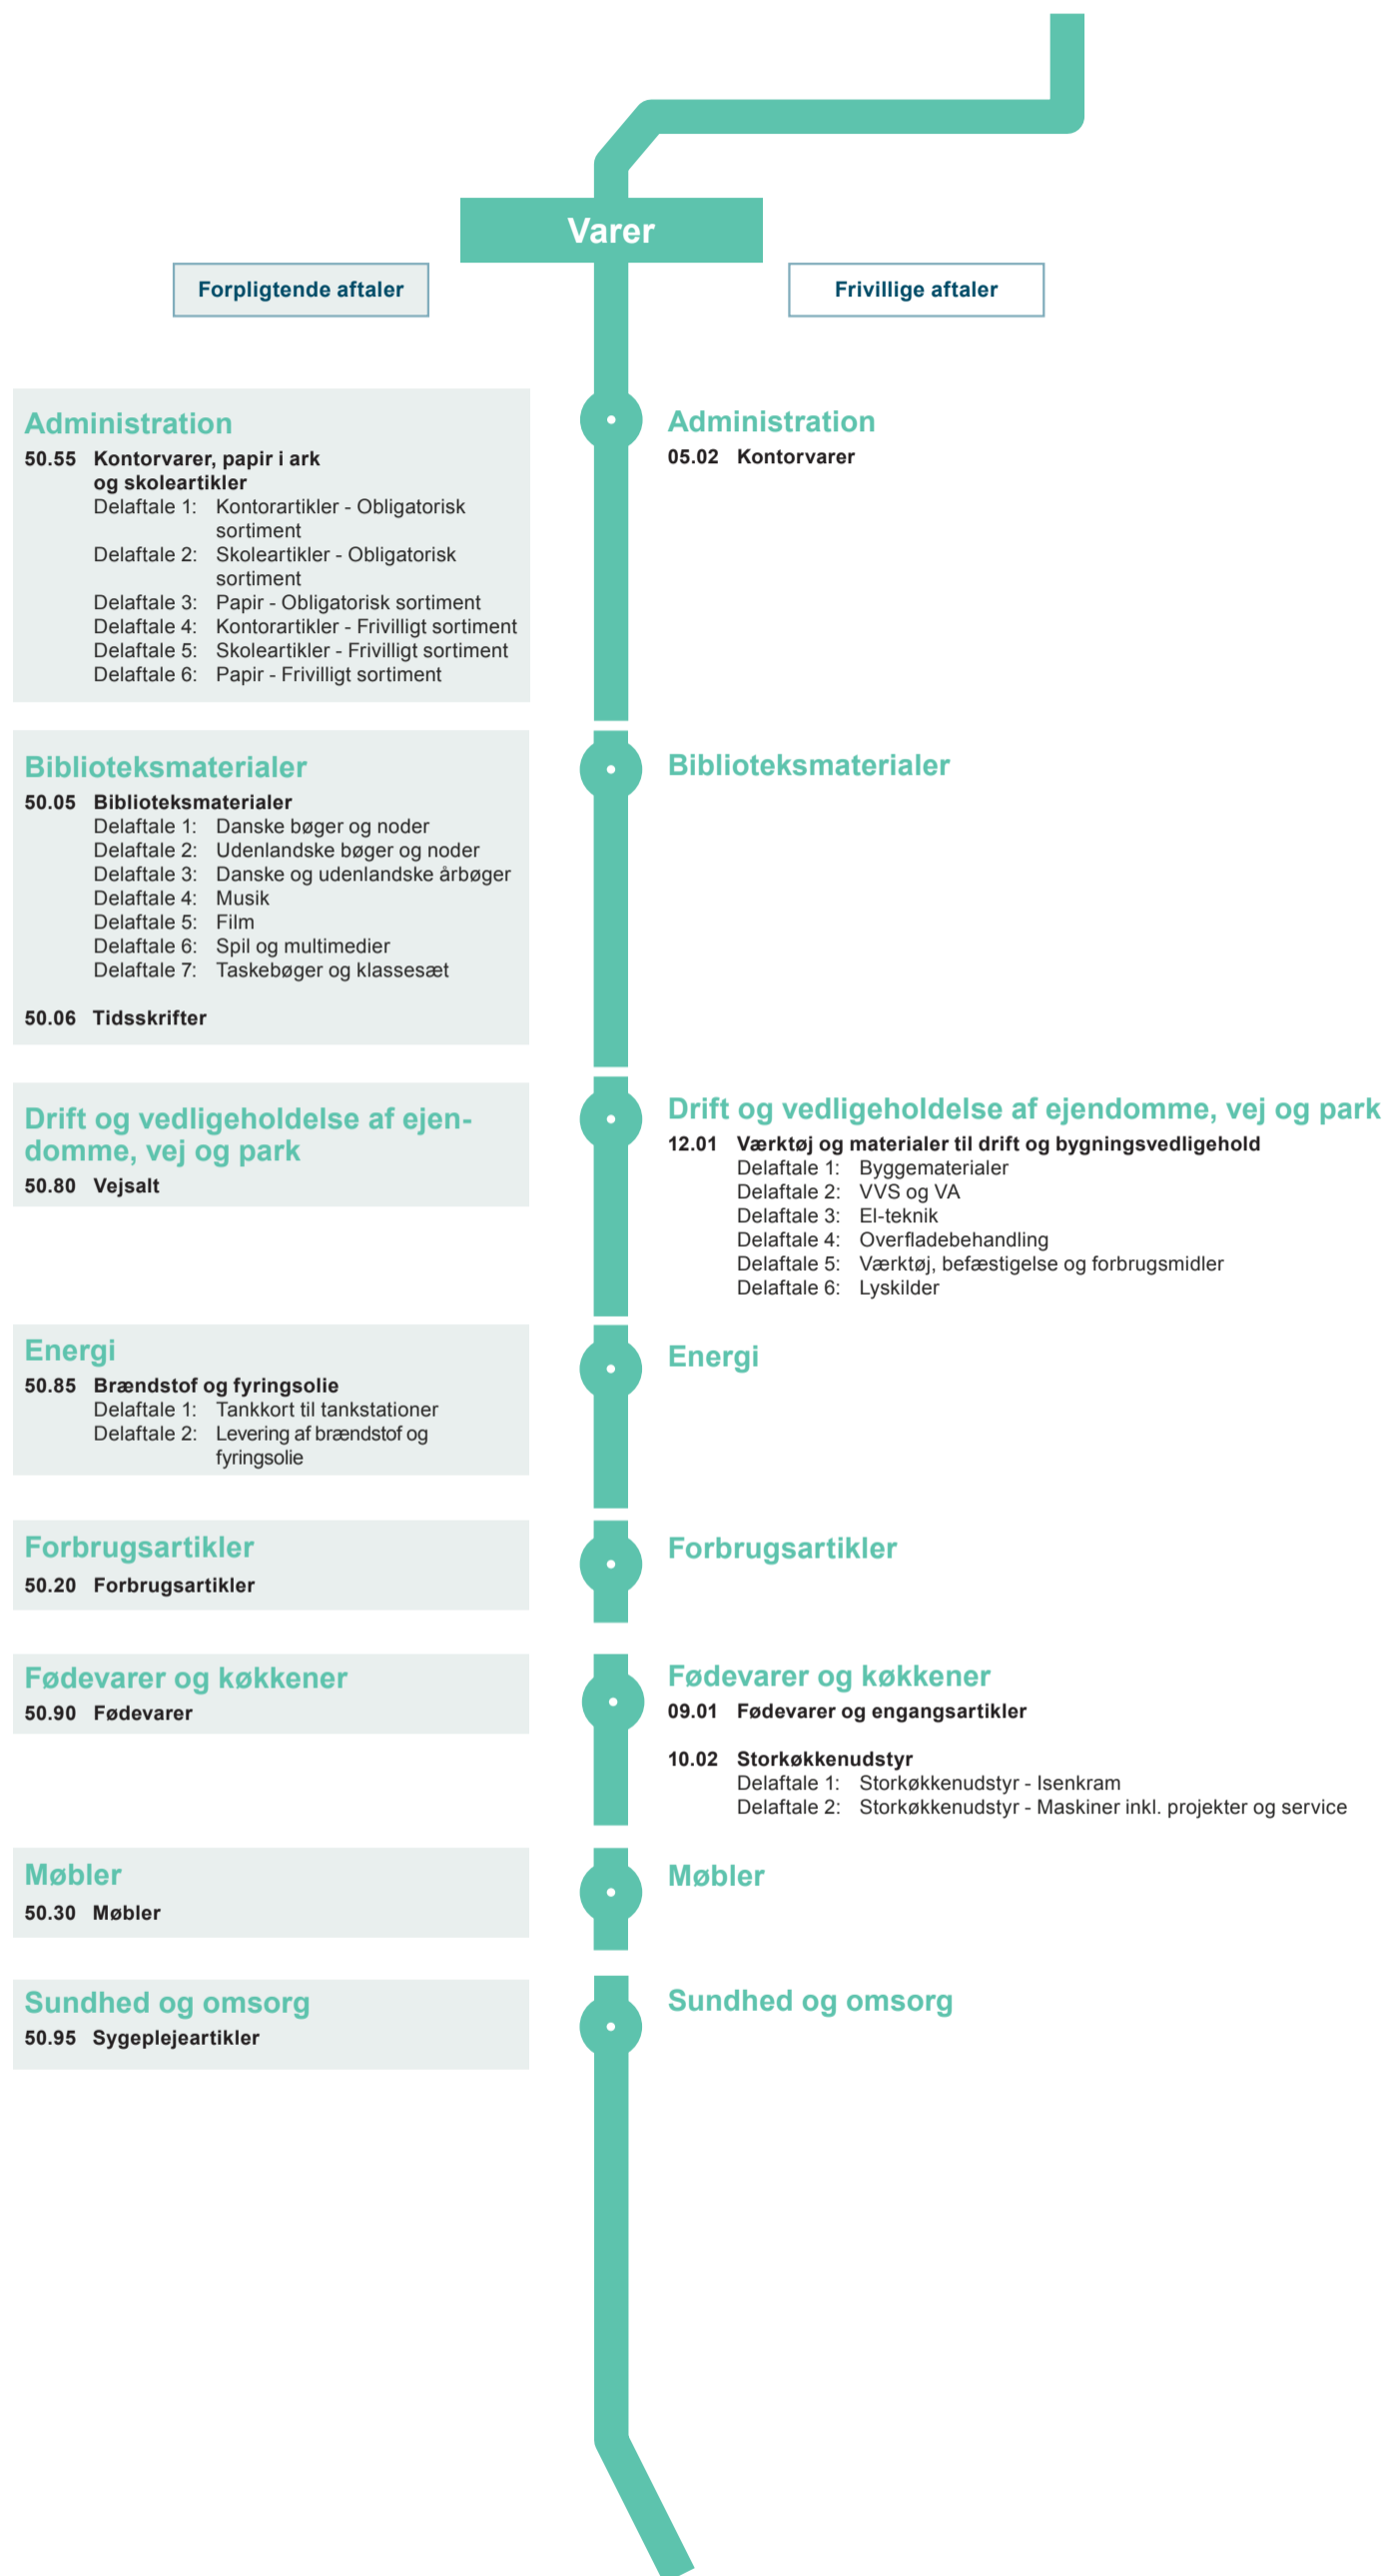 Varer
Forpligtende aftaler
Frivillige aftaler
Administration
50.55 Kontorvarer, papir i ark
og skoleartikler
Delaftale 1: Kontorartikler - Obligatorisk
sortiment
Delaftale 2: Skoleartikler - Obligatorisk
sortiment
Delaftale 3: Papir - Obligatorisk sortiment
Delaftale 4: Kontorartikler - Frivilligt sortiment
Delaftale 5: Skoleartikler - Frivilligt sortiment
Delaftale 6: Papir - Frivilligt sortiment
Administration
05.02 Kontorvarer
Biblioteksmaterialer
50.05 Biblioteksmaterialer
Delaftale 1: Danske bøger og noder
Delaftale 2: Udenlandske bøger og noder
Delaftale 3: Danske og udenlandske årbøger
Delaftale 4: Musik
Delaftale 5: Film
Delaftale 6: Spil og multimedier
Delaftale 7: Taskebøger og klassesæt
50.06 Tidsskrifter
Biblioteksmaterialer
Drift og vedligeholdelse af ejen-
domme, vej og park
50.80 Vejsalt
Drift og vedligeholdelse af ejendomme, vej og park
12.01 Værktøj og materialer til drift og bygningsvedligehold
Delaftale 1: Byggematerialer
Delaftale 2: VVS og VA
Delaftale 3: El-teknik
Delaftale 4: Overfladebehandling
Delaftale 5: Værktøj, befæstigelse og forbrugsmidler
Delaftale 6: Lyskilder
Energi
50.85 Brændstof og fyringsolie
Delaftale 1: Tankkort til tankstationer
Delaftale 2: Levering af brændstof og
fyringsolie
Energi
Forbrugsartikler
50.20 Forbrugsartikler
Forbrugsartikler
Fødevarer og køkkener
50.90 Fødevarer
Fødevarer og køkkener
09.01 Fødevarer og engangsartikler
10.02 Storkøkkenudstyr
Delaftale 1: Storkøkkenudstyr - Isenkram
Delaftale 2: Storkøkkenudstyr - Maskiner inkl. projekter og service
Møbler
50.30 Møbler
Møbler
Sundhed og omsorg
50.95 Sygeplejeartikler
Sundhed og omsorg